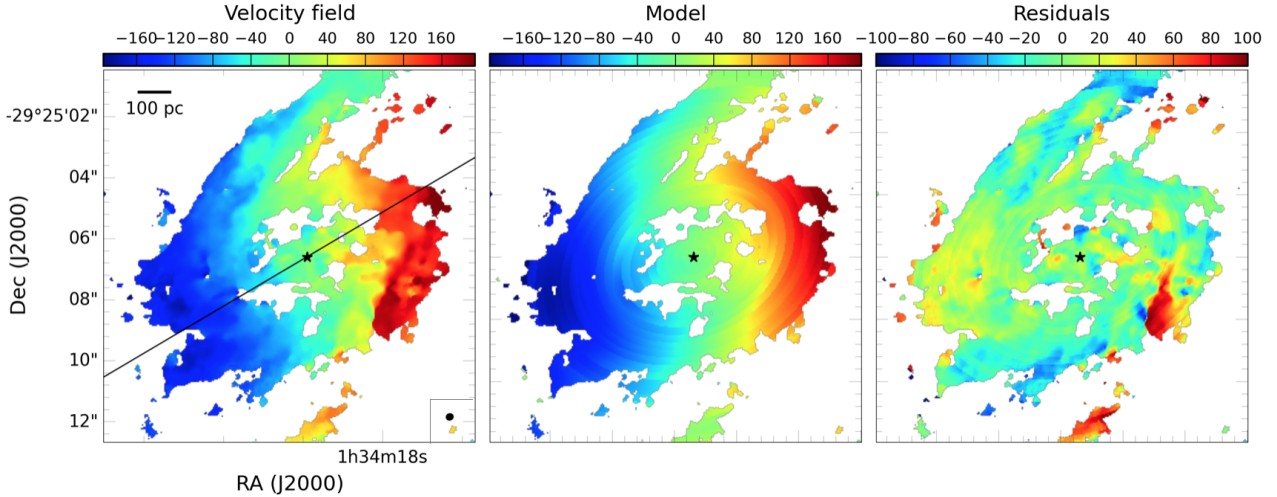 Velocity field Model Residuals
−160−120−80 −40 0 40 80 120 160 −160−120−80 −40 0 40 80 120 160 −100−80 −60 −40 −20 0 20 40 60 80 100
100 pc
-29°25'02"
04"
06"
08"
10"
12"
Dec (J2000)
1h34m18s
RA (J2000)